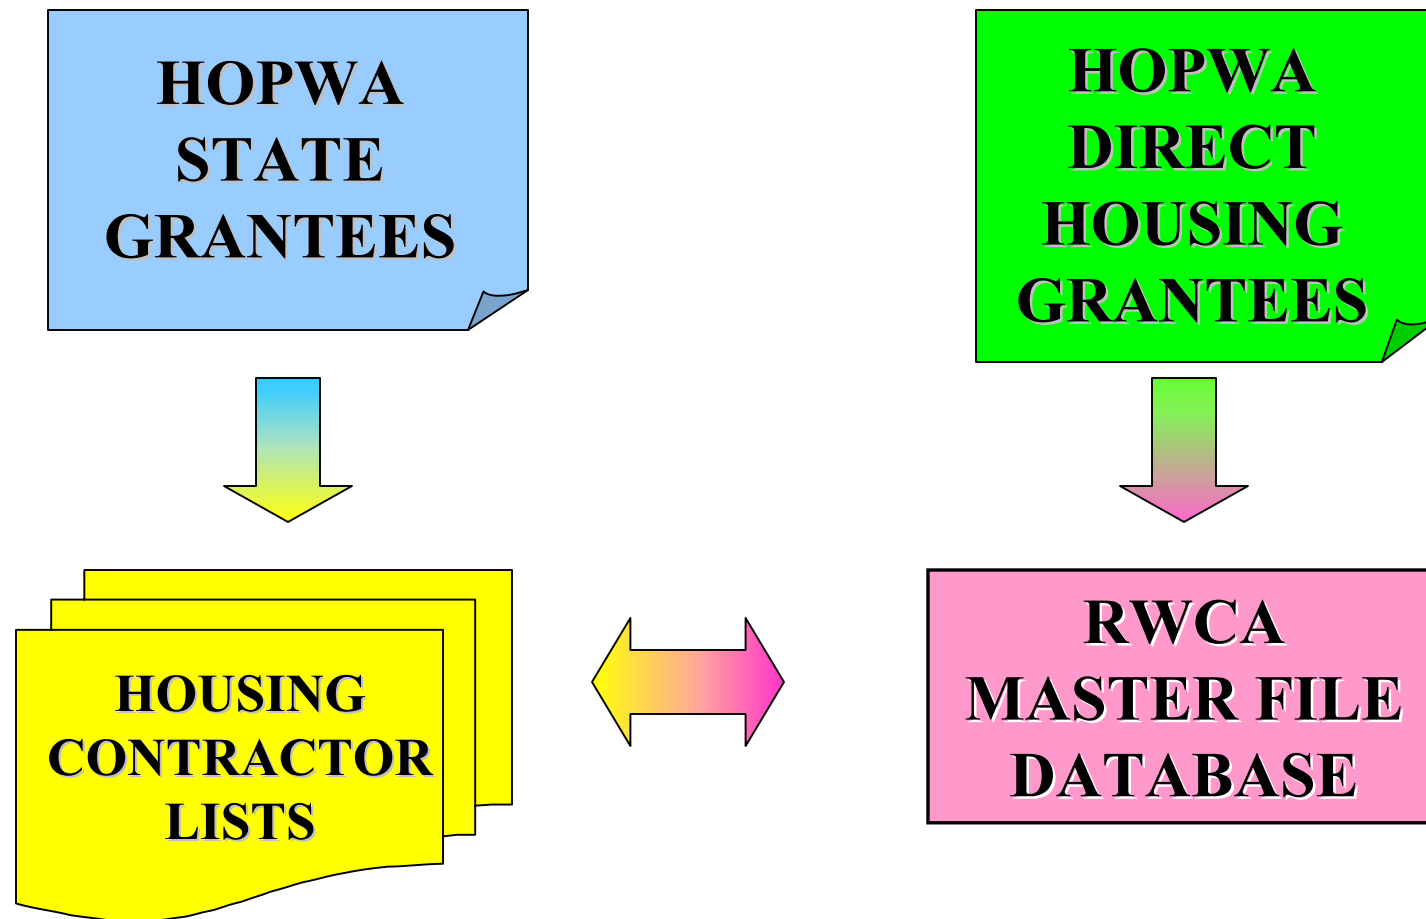 HOPWA
STATE
GRANTEES
HOPWA
DIRECT
HOUSING
GRANTEES
HOUSING
CONTRACTOR
LISTS
RWCA
MASTER FILE
DATABASE